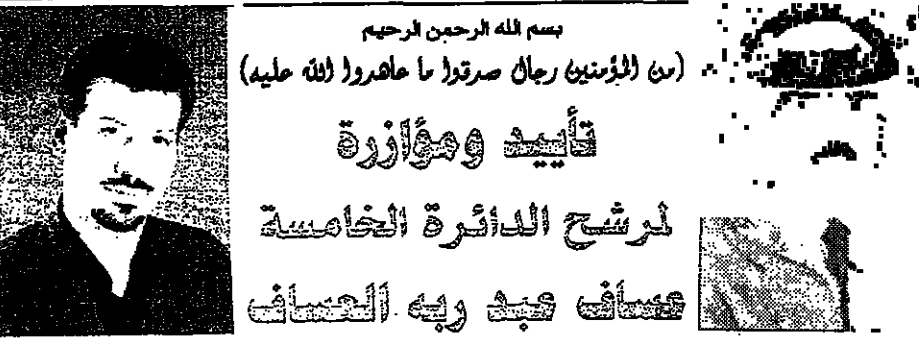 بسم الله الرحمن الرحيم
(من المؤمنين رجال صدقوا ما عاهدوا الله عليه)
تأييد ومؤازرة
لمرشح الدائرة الخامسة
عساف عبد ربه العساف